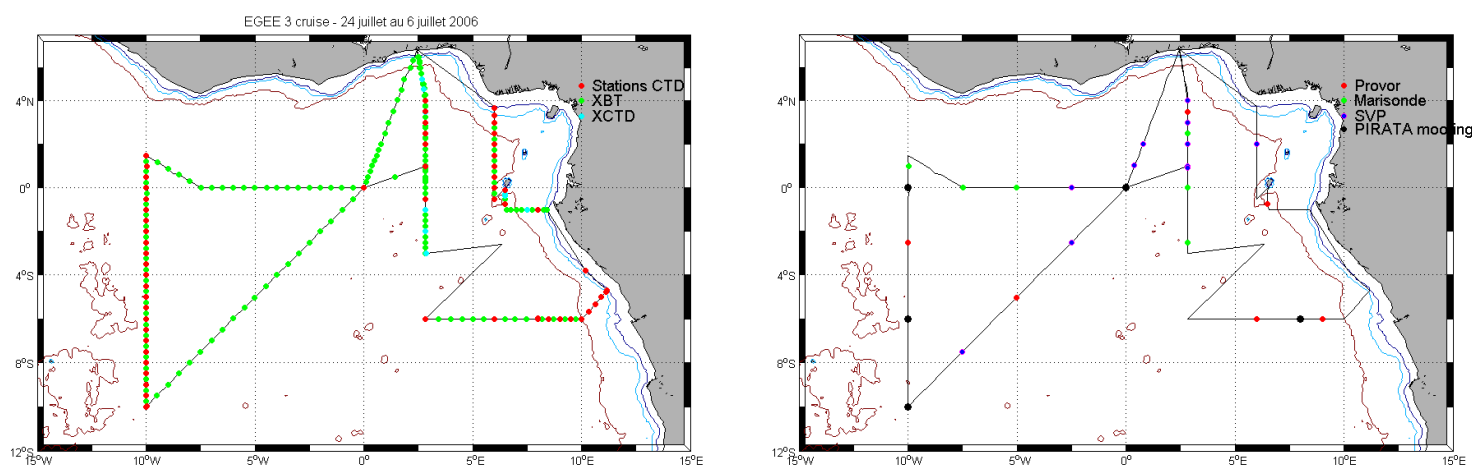 EGEE 3 cruise - 24 juillet au 6 juillet 2006
Stations CTD
XBT
XCTD
4°N
0°
4°S
8°S
12°S
15°W
10°W
5°W
0°
5°E
10°E
15°E
Provor
Marisonde
SVP
PIRATA mooring
4°N
0°
4°S
8°S
12°S
15°W
10°W
5°W
0°
5°E
10°E
15°E